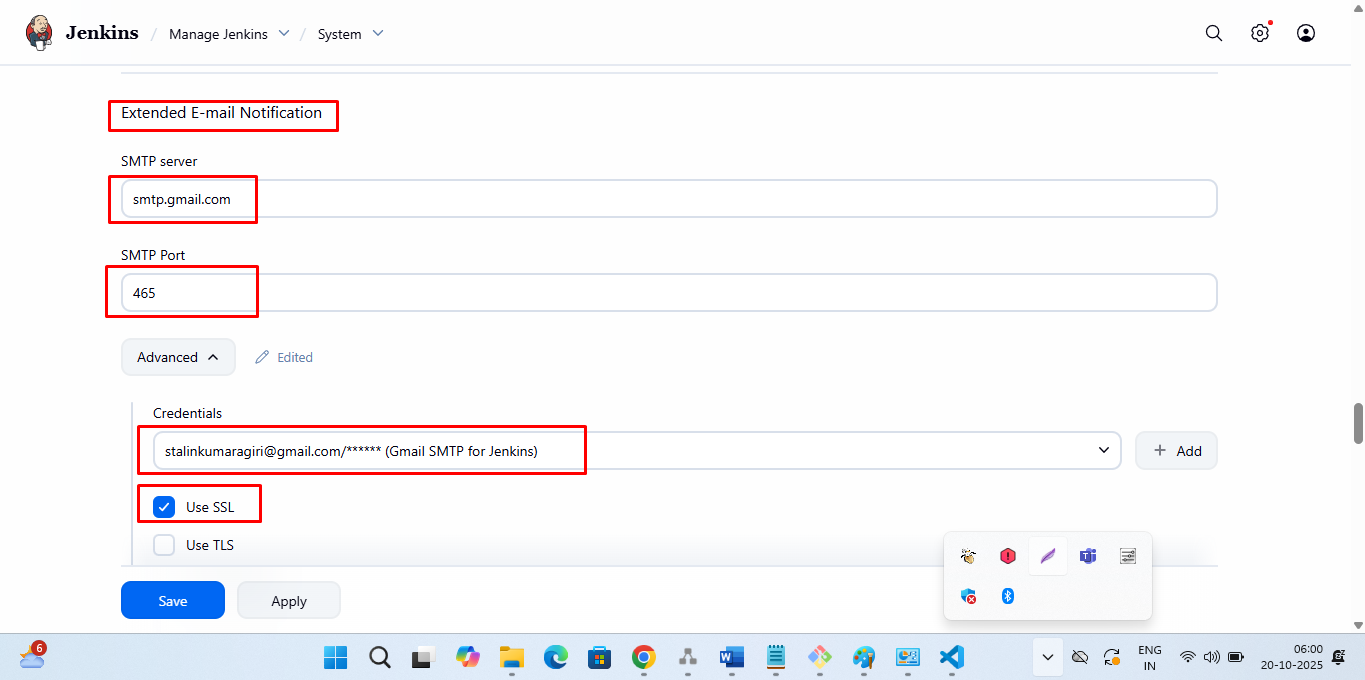 Jenkins / Manage Jenkins / System
Extended E-mail Notification
SMTP server
smtp.gmail.com
SMTP Port
465
Advanced Edited
Credentials
stalinkumaragiri@gmail.com/****** (Gmail SMTP for Jenkins)
+ Add
Use SSL
Use TLS
Save Apply
6
ENG
IN
06:00
20-10-2025